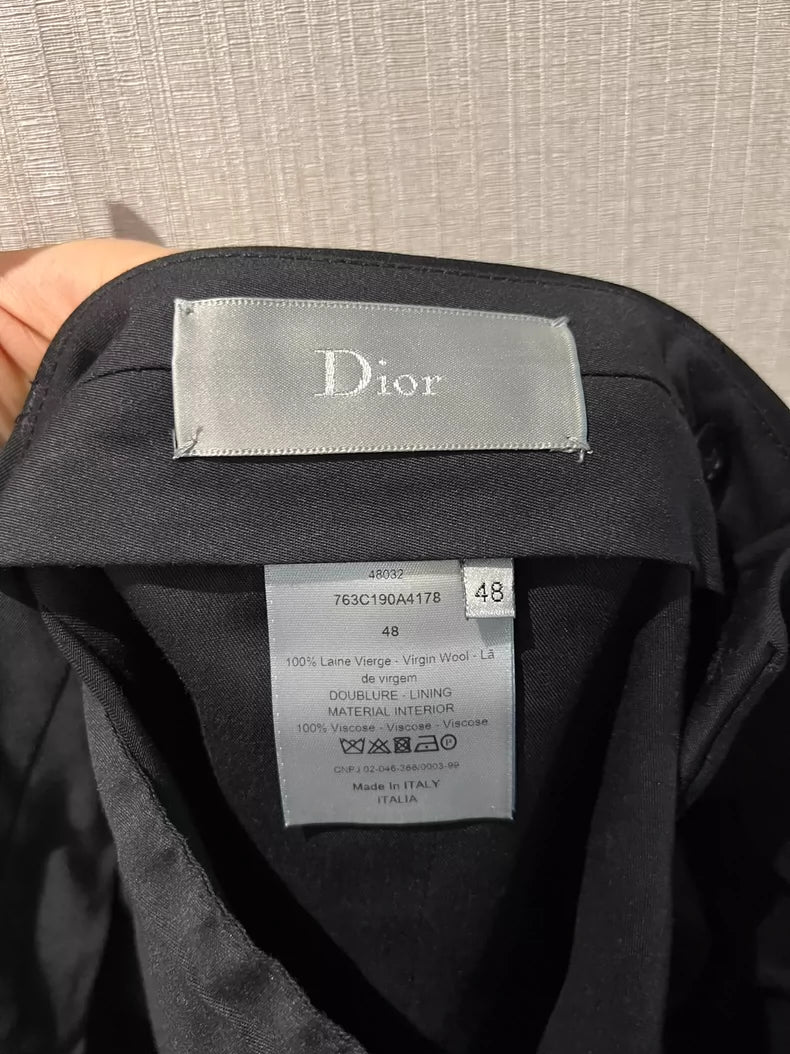 Dior
48032
763C190A4178
48
48
100% Laine Vierge - Virgin Wool - Lã
de virgem
DOUBLURE - LINING
MATERIAL INTERIOR
100% Viscose - Viscose - Viscose
CNPJ 02-046-366/0003-99
Made in ITALY
ITALIA